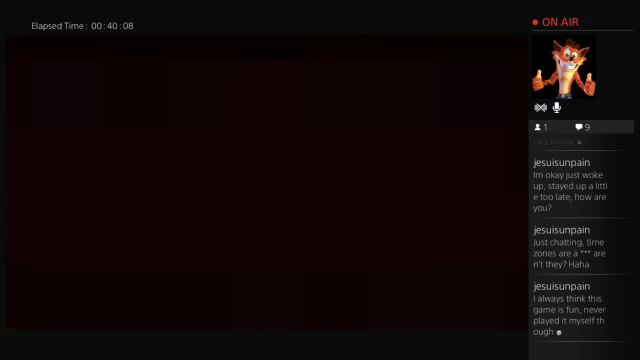 Elapsed Time : 00:40:08
ON AIR
1
9
jesuisunpain
Im okay just woke
up, stayed up a littl
e too late, how are
you?
jesuisunpain
Just chatting, time
zones are a *** are
n't they? Haha
jesuisunpain
I always think this
game is fun, never
played it myself th
ough